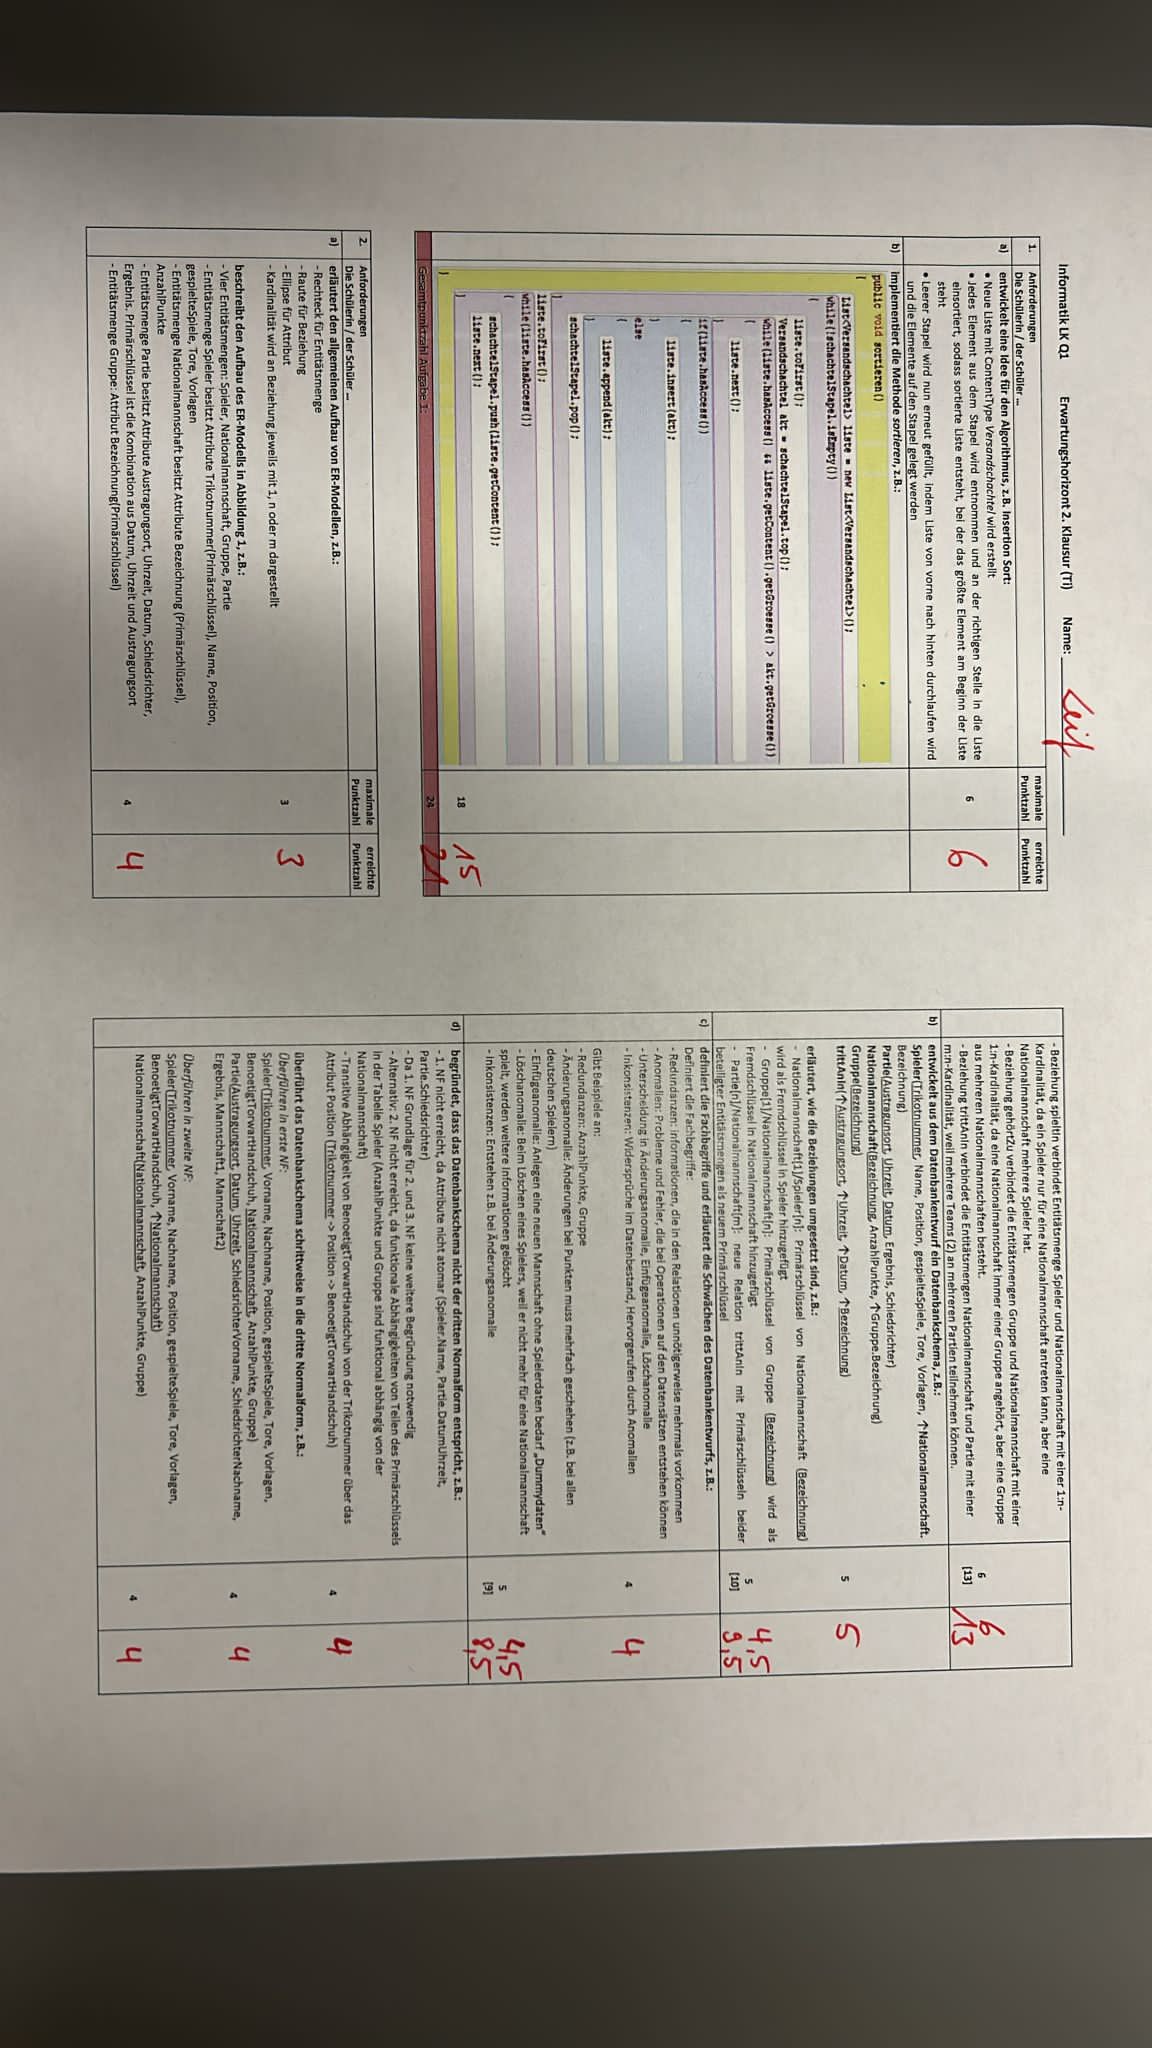 Informatik LK Q1 Erwartungshorizont 2. Klausur (Ti) Name: Leif
1. Anforderungen maximale erreichte
Die Schülerin / der Schüler ... Punktzahl Punktzahl
a) entwickelt eine Idee für den Algorithmus, z.B. Insertion Sort:
• Neue Liste mit ContentType Versandschachtel wird erstellt
• Jedes Element aus dem Stapel wird entnommen und an der richtigen Stelle in die Liste
einsortiert, sodass sortierte Liste entsteht, bei der das größte Element am Beginn der Liste 6 6
steht
• Leerer Stapel wird nun erneut gefüllt, indem Liste von vorne nach hinten durchlaufen wird
und die Elemente auf den Stapel gelegt werden
b) implementiert die Methode sortieren, z.B.:
public void sortieren()
{
List<Versandschachtel> liste = new List<Versandschachtel>();
while(!schachtelStapel.isEmpty())
{
liste.toFirst();
Versandschachtel akt = schachtelStapel.top();
while(liste.hasAccess() && liste.getContent().getGroesse() > akt.getGroesse())
{
liste.next();
}
if(liste.hasAccess())
{
liste.insert(akt);
}
else
{
liste.append(akt);
}
schachtelStapel.pop();
}
liste.toFirst();
while(liste.hasAccess())
{
schachtelStapel.push(liste.getContent());
liste.next();
}
}
18 15
Gesamtpunktzahl Aufgabe 1: 24 21
2. Anforderungen maximale erreichte
Die Schülerin / der Schüler ... Punktzahl Punktzahl
a) erläutert den allgemeinen Aufbau von ER-Modellen, z.B.:
- Rechteck für Entitätsmenge
- Raute für Beziehung
- Ellipse für Attribut
- Kardinalität wird an Beziehung jeweils mit 1, n oder m dargestellt 3 3
beschreibt den Aufbau des ER-Modells in Abbildung 1, z.B.:
- Vier Entitätsmengen: Spieler, Nationalmannschaft, Gruppe, Partie
- Entitätsmenge Spieler besitzt Attribute Trikotnummer(Primärschlüssel), Name, Position,
gespielteSpiele, Tore, Vorlagen
- Entitätsmenge Nationalmannschaft besitzt Attribute Bezeichnung (Primärschlüssel),
AnzahlPunkte
- Entitätsmenge Partie besitzt Attribute Austragungsort, Uhrzeit, Datum, Schiedsrichter,
Ergebnis. Primärschlüssel ist die Kombination aus Datum, Uhrzeit und Austragungsort 4 4
- Entitätsmenge Gruppe: Attribut Bezeichnung(Primärschlüssel)
- Beziehung spieltIn verbindet Entitätsmenge Spieler und Nationalmannschaft mit einer 1:n-
Kardinalität, da ein Spieler nur für eine Nationalmannschaft antreten kann, aber eine
Nationalmannschaft mehrere Spieler hat.
- Beziehung gehörtZu verbindet die Entitätsmengen Gruppe und Nationalmannschaft mit einer
1:n-Kardinalität, da eine Nationalmannschaft immer einer Gruppe angehört, aber eine Gruppe
aus mehreren Nationalmannschaften besteht. 6 6
- Beziehung trittAnIn verbindet die Entitätsmengen Nationalmannschaft und Partie mit einer [13] 13
m:n-Kardinalität, weil mehrere Teams (2) an mehreren Partien teilnehmen können.
b) entwickelt aus dem Datenbankentwurf ein Datenbankschema, z.B.:
Spieler(Trikotnummer, Name, Position, gespielteSpiele, Tore, Vorlagen, ↑Nationalmannschaft.
Bezeichnung)
Partie(Austragunsort, Uhrzeit, Datum, Ergebnis, Schiedsrichter)
Nationalmannschaft(Bezeichnung, AnzahlPunkte, ↑Gruppe.Bezeichnung)
Gruppe(Bezeichnung)
trittAnIn(↑Austragungsort, ↑Uhrzeit, ↑Datum, ↑Bezeichnung) 5 5
erläutert, wie die Beziehungen umgesetzt sind, z.B.:
- Nationalmannschaft[1]/Spieler[n]: Primärschlüssel von Nationalmannschaft (Bezeichnung)
wird als Fremdschlüssel in Spieler hinzugefügt
- Gruppe[1]/Nationalmannschaft[n]: Primärschlüssel von Gruppe (Bezeichnung) wird als
Fremdschlüssel in Nationalmannschaft hinzugefügt 5 4,5
- Partie[n]/Nationalmannschaft[m]: neue Relation trittAnIn mit Primärschlüsseln beider [10] 9,5
beteiligter Entitätsmengen als neuem Primärschlüssel
c) definiert die Fachbegriffe und erläutert die Schwächen des Datenbankentwurfs, z.B.:
Definiert die Fachbegriffe:
- Redundanzen: informationen, die in den Relationen unnötigerweise mehrmals vorkommen
- Anomalien: Probleme und Fehler, die bei Operationen auf den Datensätzen entstehen können
- Unterscheidung in Änderungsanomalie, Einfügeanomalie, Löschanomalie
- Inkonsistenzen: Widersprüche im Datenbestand, Hervorgerufen durch Anomalien 4 4
Gibt Beispiele an:
- Redundanzen: AnzahlPunkte, Gruppe
- Änderungsanomalie: Änderungen bei Punkten muss mehrfach geschehen (z.B. bei allen
deutschen Spielern)
- Einfügeanomalie: Anlegen eine neuen Mannschaft ohne Spielerdaten bedarf „Dummydaten“
- Löschanomalie: Beim Löschen eines Spielers, weil er nicht mehr für eine Nationalmannschaft
spielt, werden weitere Informationen gelöscht 5 4,5
- Inkonsistenzen: Entstehen z.B. bei Änderungsanomalie [9] 8,5
d) begründet, dass das Datenbankschema nicht der dritten Normalform entspricht, z.B.:
- 1. NF nicht erreicht, da Attribute nicht atomar (Spieler.Name, Partie.DatumUhrzeit,
Partie.Schiedsrichter)
- Da 1. NF Grundlage für 2. und 3. NF keine weitere Begründung notwendig
- Alternativ: 2. NF nicht erreicht, da funktionale Abhängigkeiten von Teilen des Primärschlüssels
in der Tabelle Spieler (AnzahlPunkte und Gruppe sind funktional abhängig von der
Nationalmannschaft)
- Transitive Abhängigkeit von BenoetigtTorwartHandschuh von der Trikotnummer über das
Attribut Position (Trikotnummer -> Position -> BenoetigtTorwartHandschuh) 4 4
überführt das Datenbankschema schrittweise in die dritte Normalform, z.B.:
Überführen in erste NF:
Spieler(Trikotnummer, Vorname, Nachname, Position, gespielteSpiele, Tore, Vorlagen,
BenoetigtTorwartHandschuh, Nationalmannschaft, AnzahlPunkte, Gruppe)
Partie(Austragungsort, Datum, Uhrzeit, SchiedsrichterVorname, SchiedsrichterNachname, 4 4
Ergebnis, Mannschaft1, Mannschaft2)
Überführen in zweite NF:
Spieler(Trikotnummer, Vorname, Nachname, Position, gespielteSpiele, Tore, Vorlagen,
BenoetigtTorwartHandschuh, ↑Nationalmannschaft)
Nationalmannschaft(Nationalmannschaft, AnzahlPunkte, Gruppe) 4 4